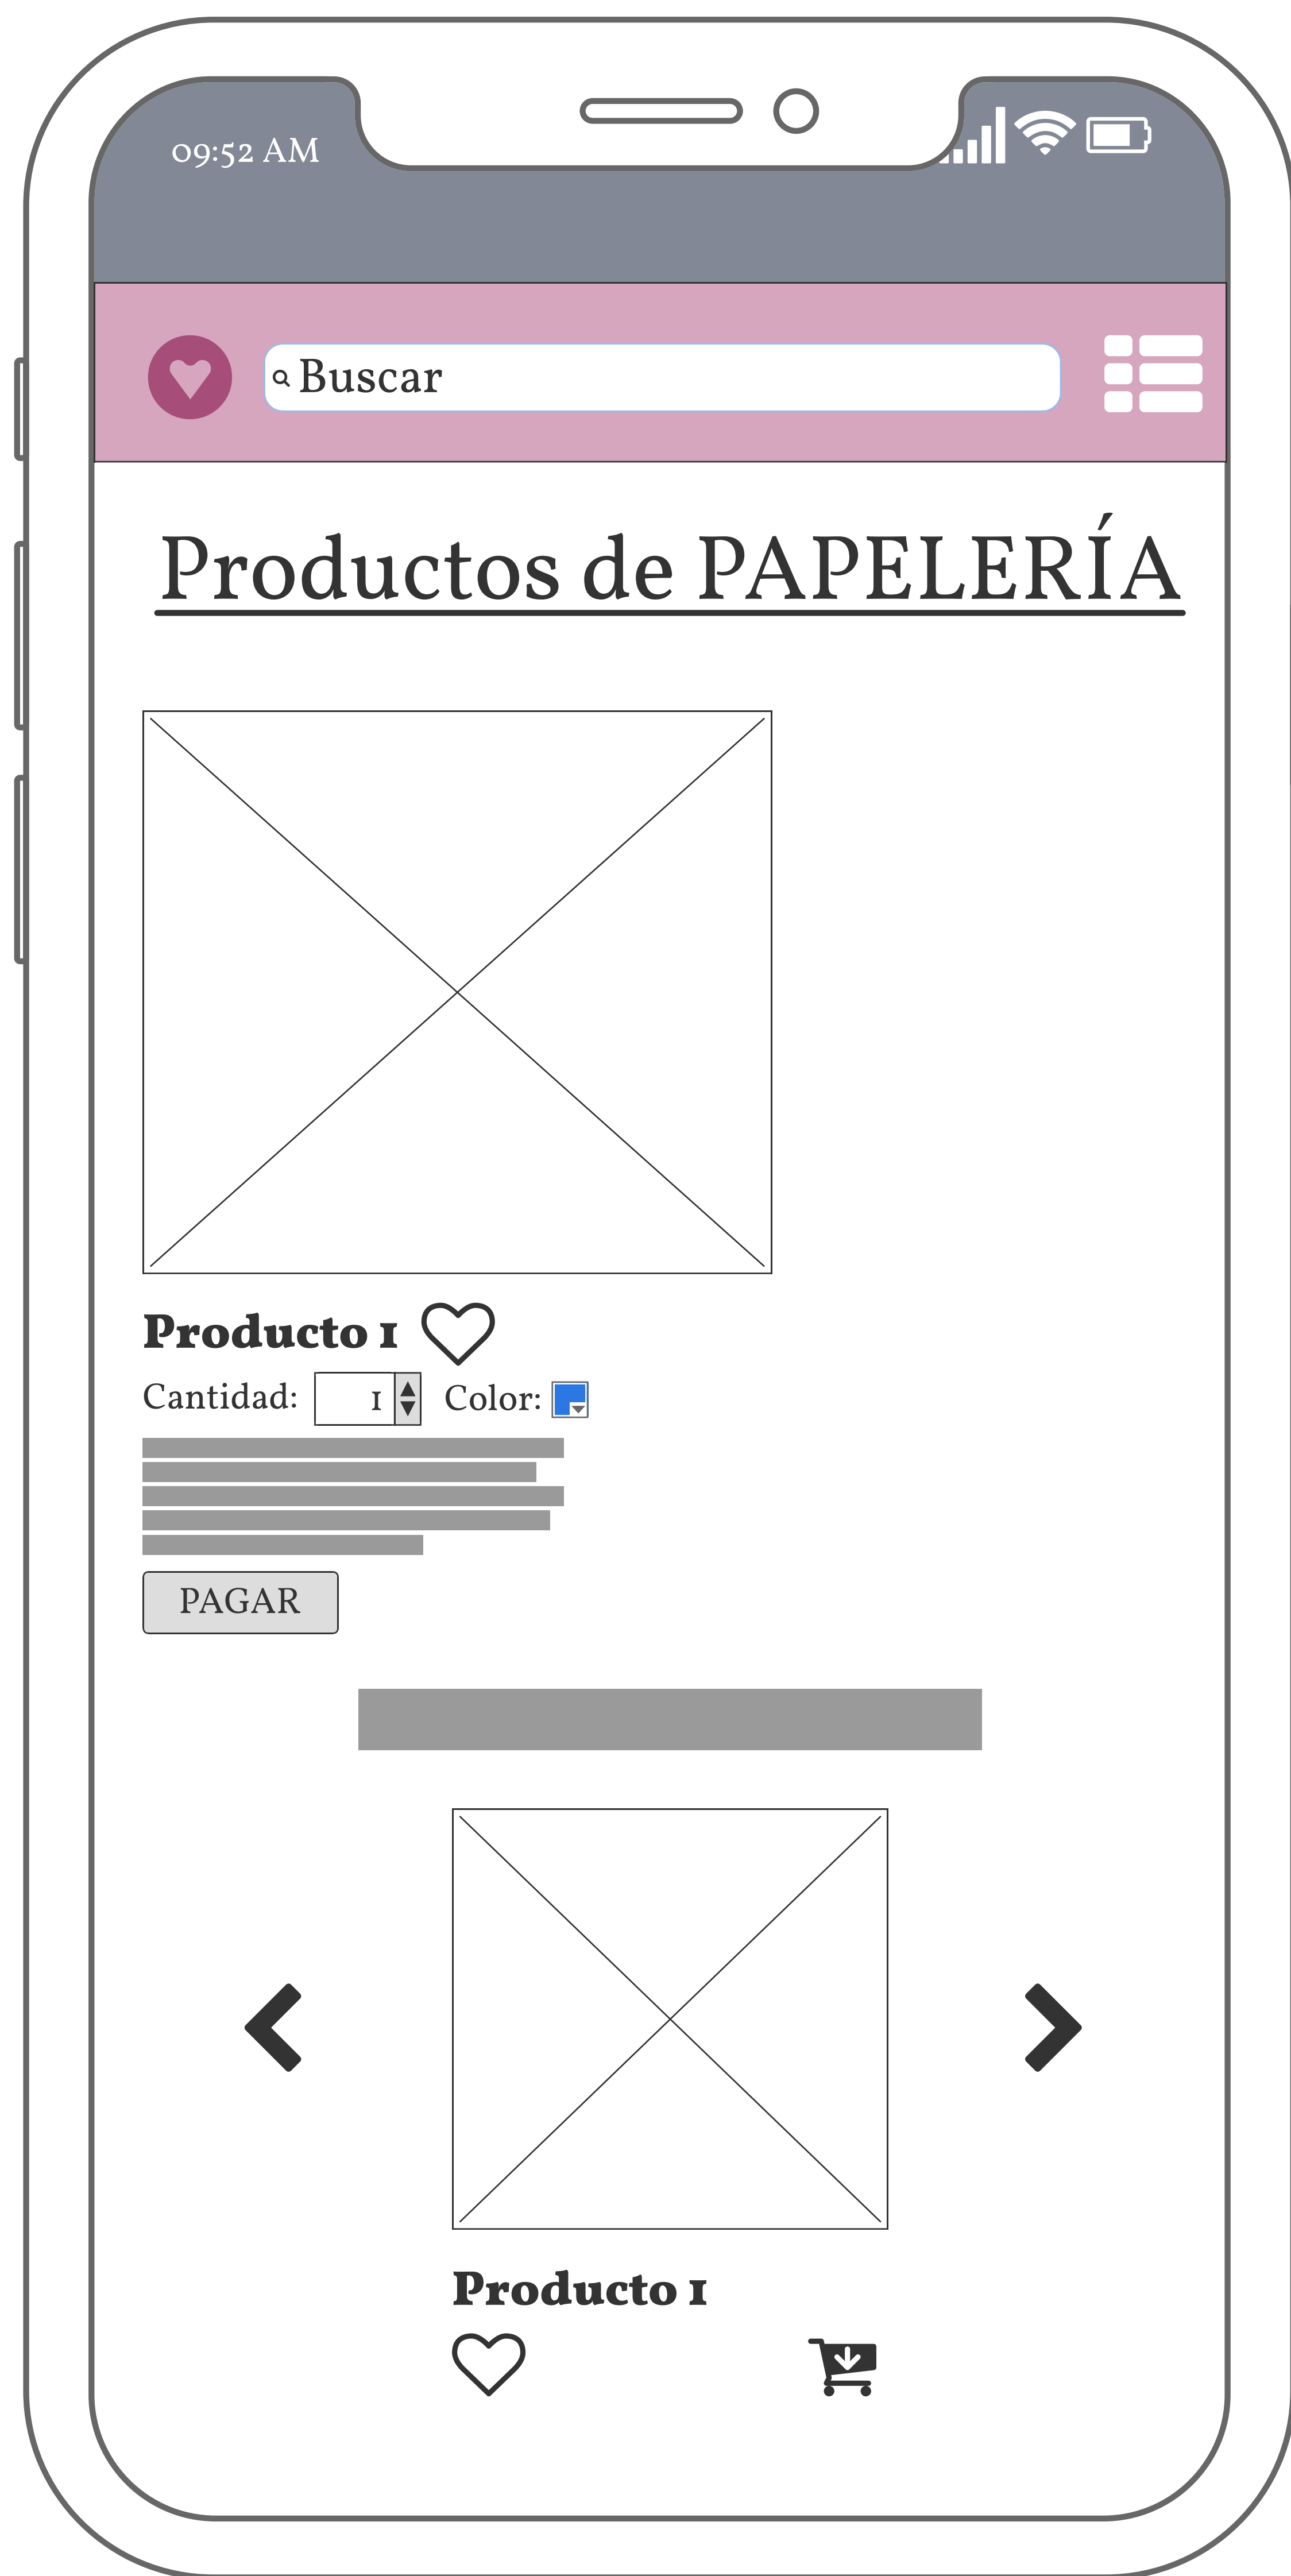 09:52 AM
Buscar
Productos de PAPELERÍA
Producto 1
Cantidad: 1 Color:
PAGAR
Producto 1